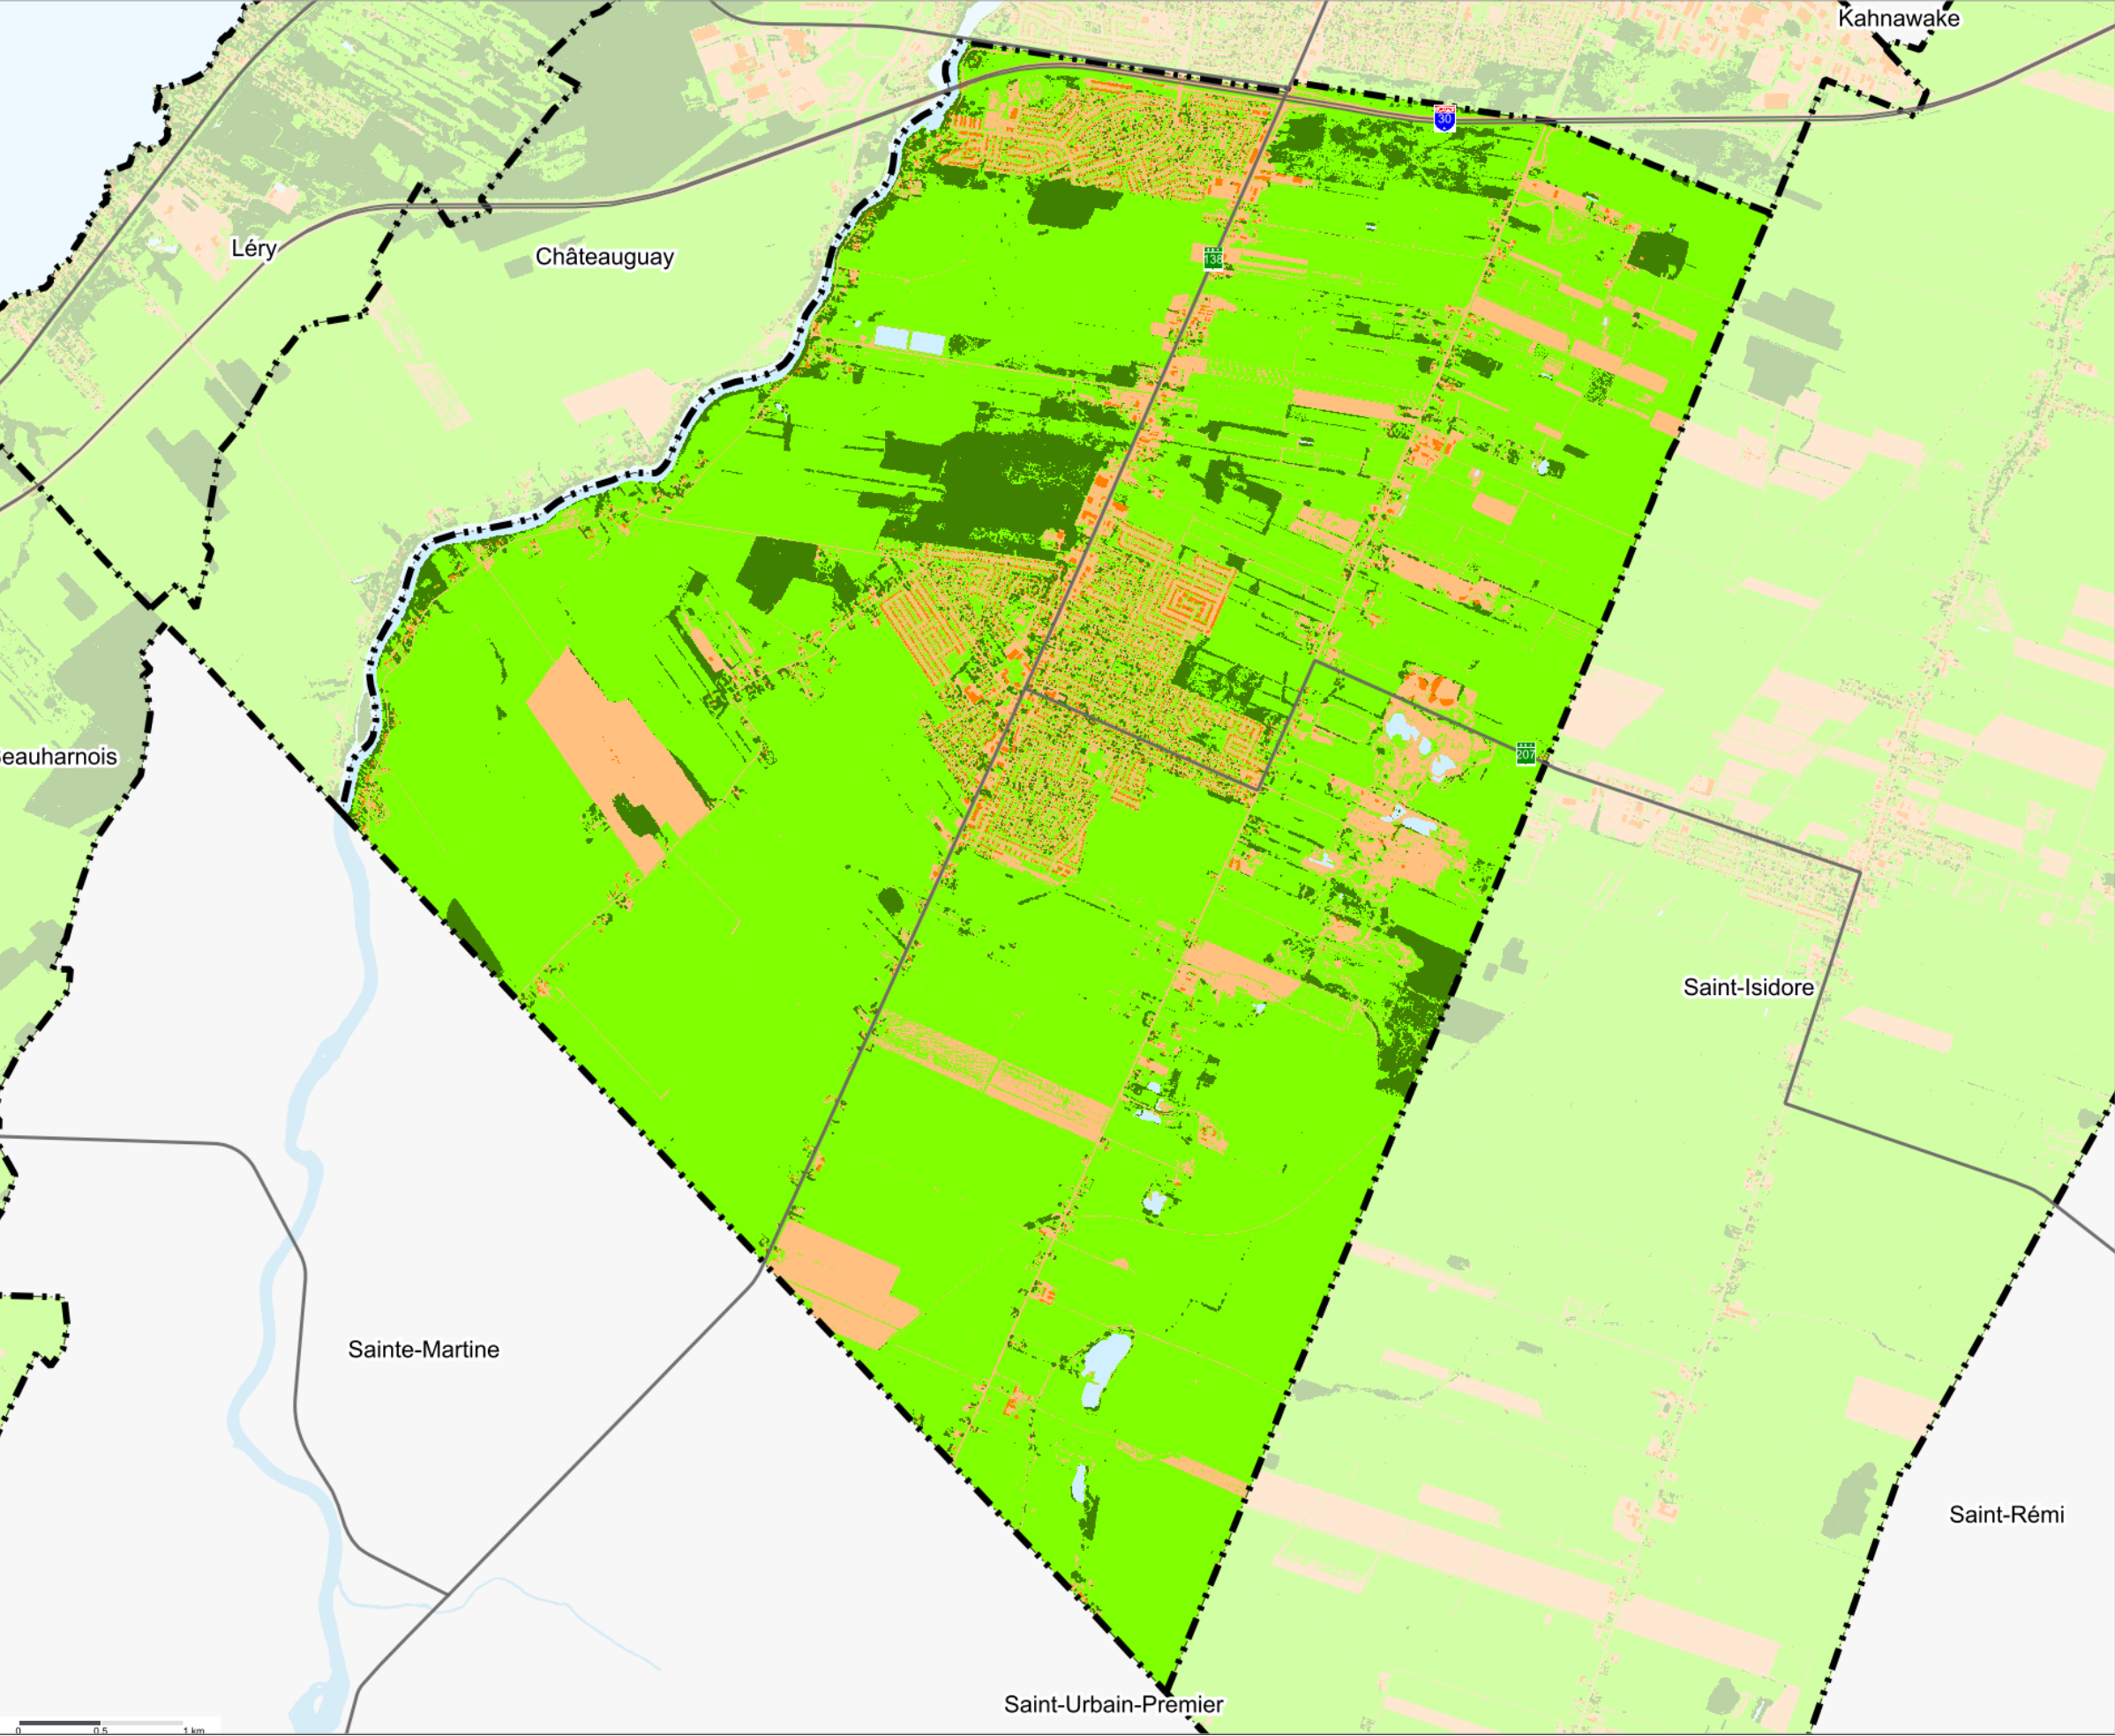 Kahnawake
30
Léry
Châteauguay
138
Beauharnois
207
Saint-Isidore
Sainte-Martine
Saint-Rémi
Saint-Urbain-Premier
0 0.5 1 km